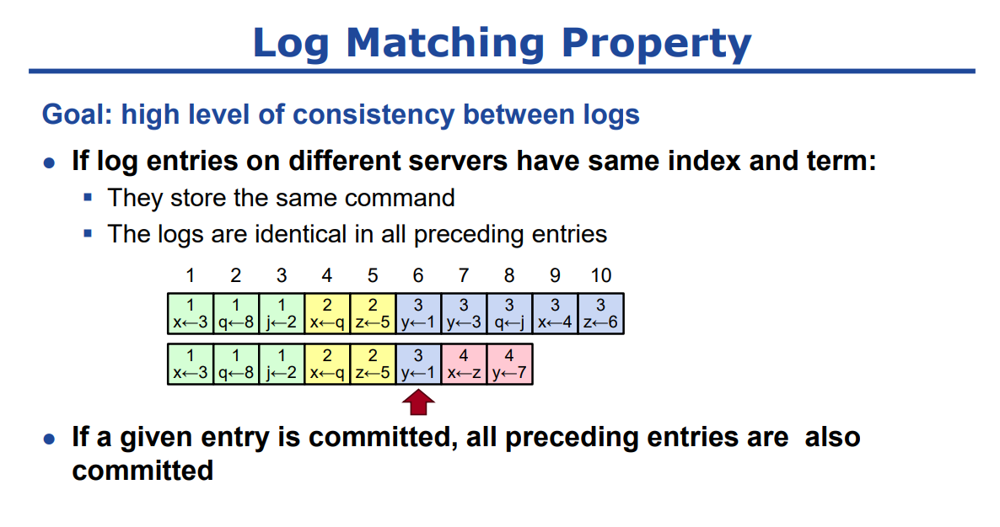 Log Matching Property
Goal: high level of consistency between logs
● If log entries on different servers have same index and term:
▪ They store the same command
▪ The logs are identical in all preceding entries
1 2 3 4 5 6 7 8 9 10
1 1 1 2 2 3 3 3 3 3
x←3 q←8 j←2 x←q z←5 y←1 y←3 q←j x←4 z←6
1 1 1 2 2 3 4 4
x←3 q←8 j←2 x←q z←5 y←1 x←z y←7
● If a given entry is committed, all preceding entries are also
committed